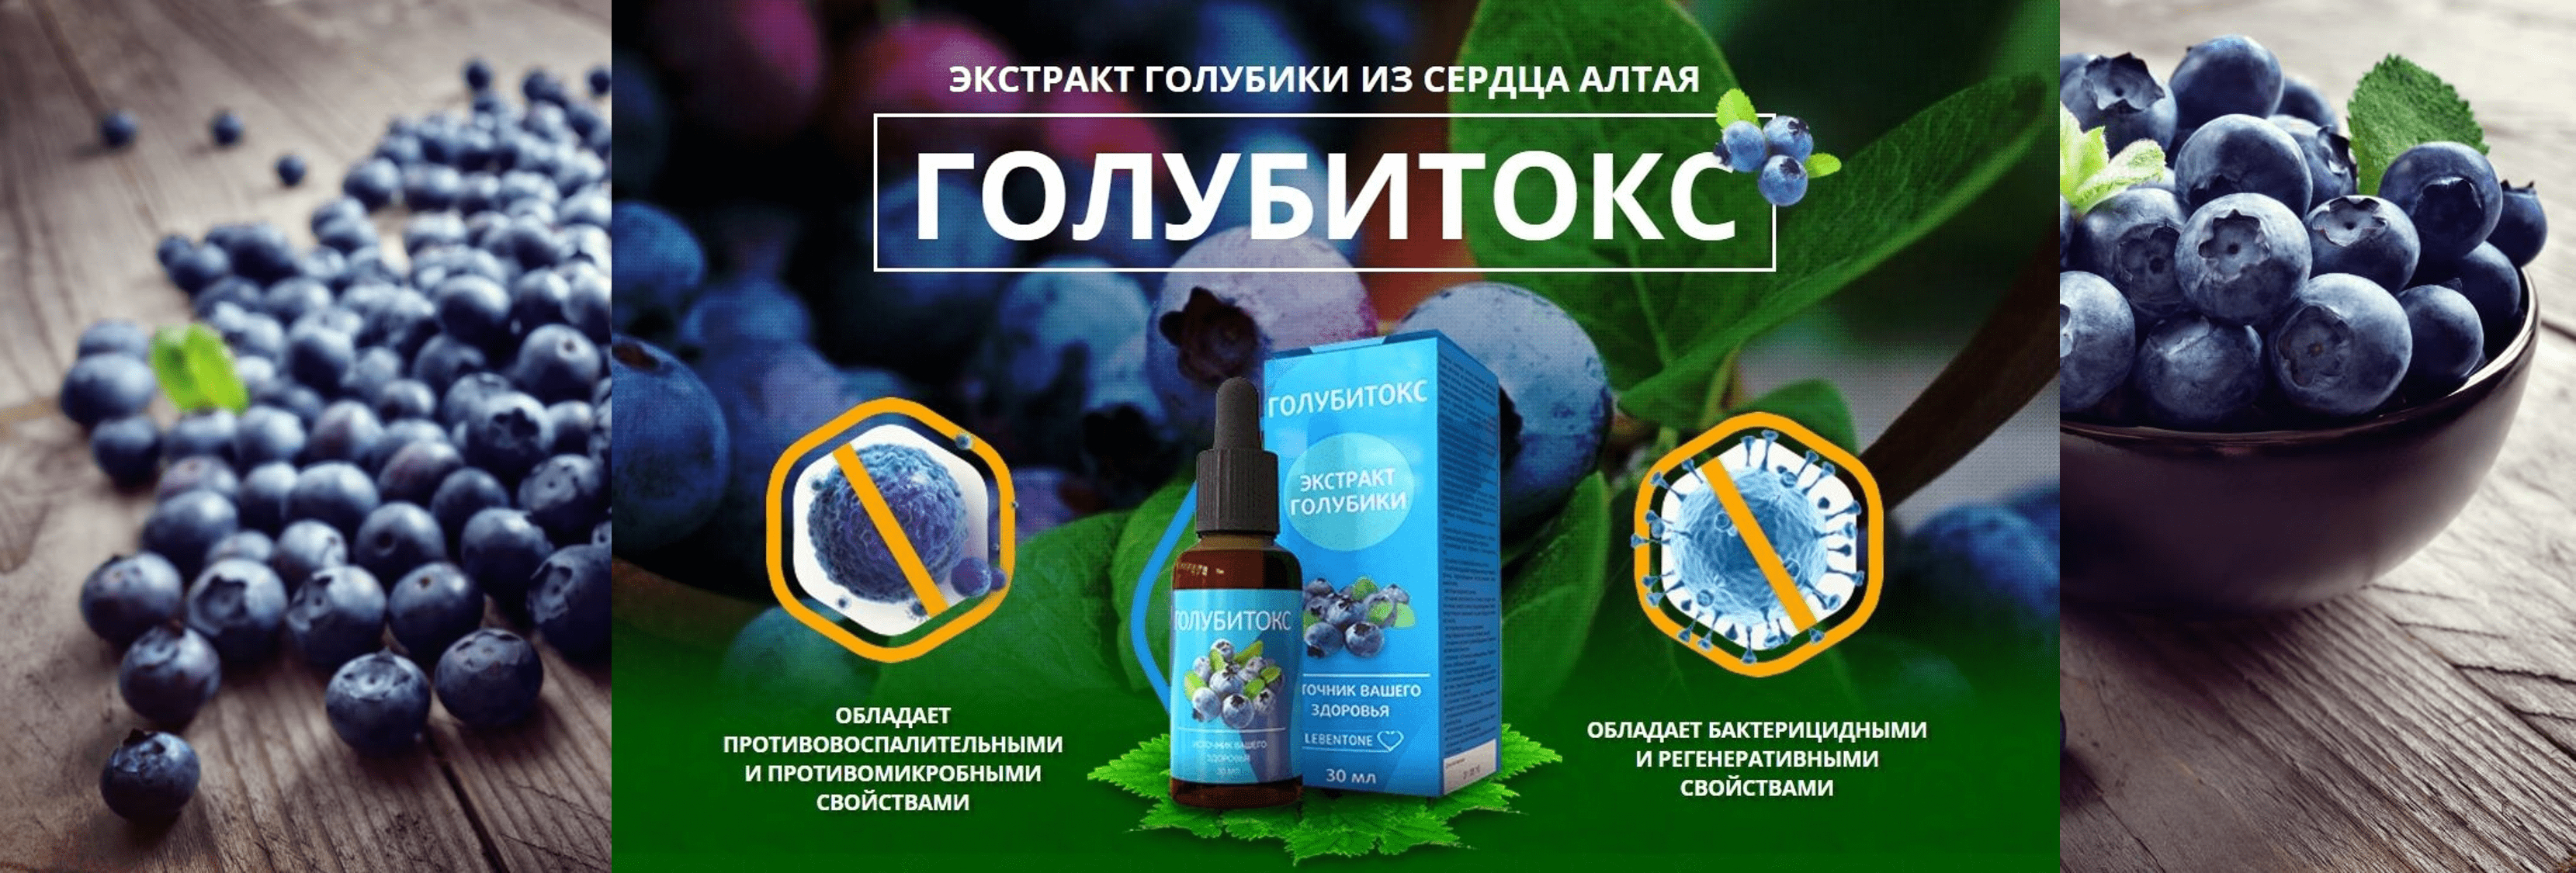 ЭКСТРАКТ ГОЛУБИКИ ИЗ СЕРДЦА АЛТАЯ
ГОЛУБИТОКС
ГОЛУБИТОКС
ЭКСТРАКТ
ГОЛУБИКИ
ТОЧНИК ВАШЕГО
ЗДОРОВЬЯ
LEBENTONE
30 мл
ГОЛУБИТОКС
ИСТОЧНИК ВАШЕГО
ЗДОРОВЬЯ
30 МЛ
ОБЛАДАЕТ
ПРОТИВОВОСПАЛИТЕЛЬНЫМИ
И ПРОТИВОМИКРОБНЫМИ
СВОЙСТВАМИ
ОБЛАДАЕТ БАКТЕРИЦИДНЫМИ
И РЕГЕНЕРАТИВНЫМИ
СВОЙСТВАМИ